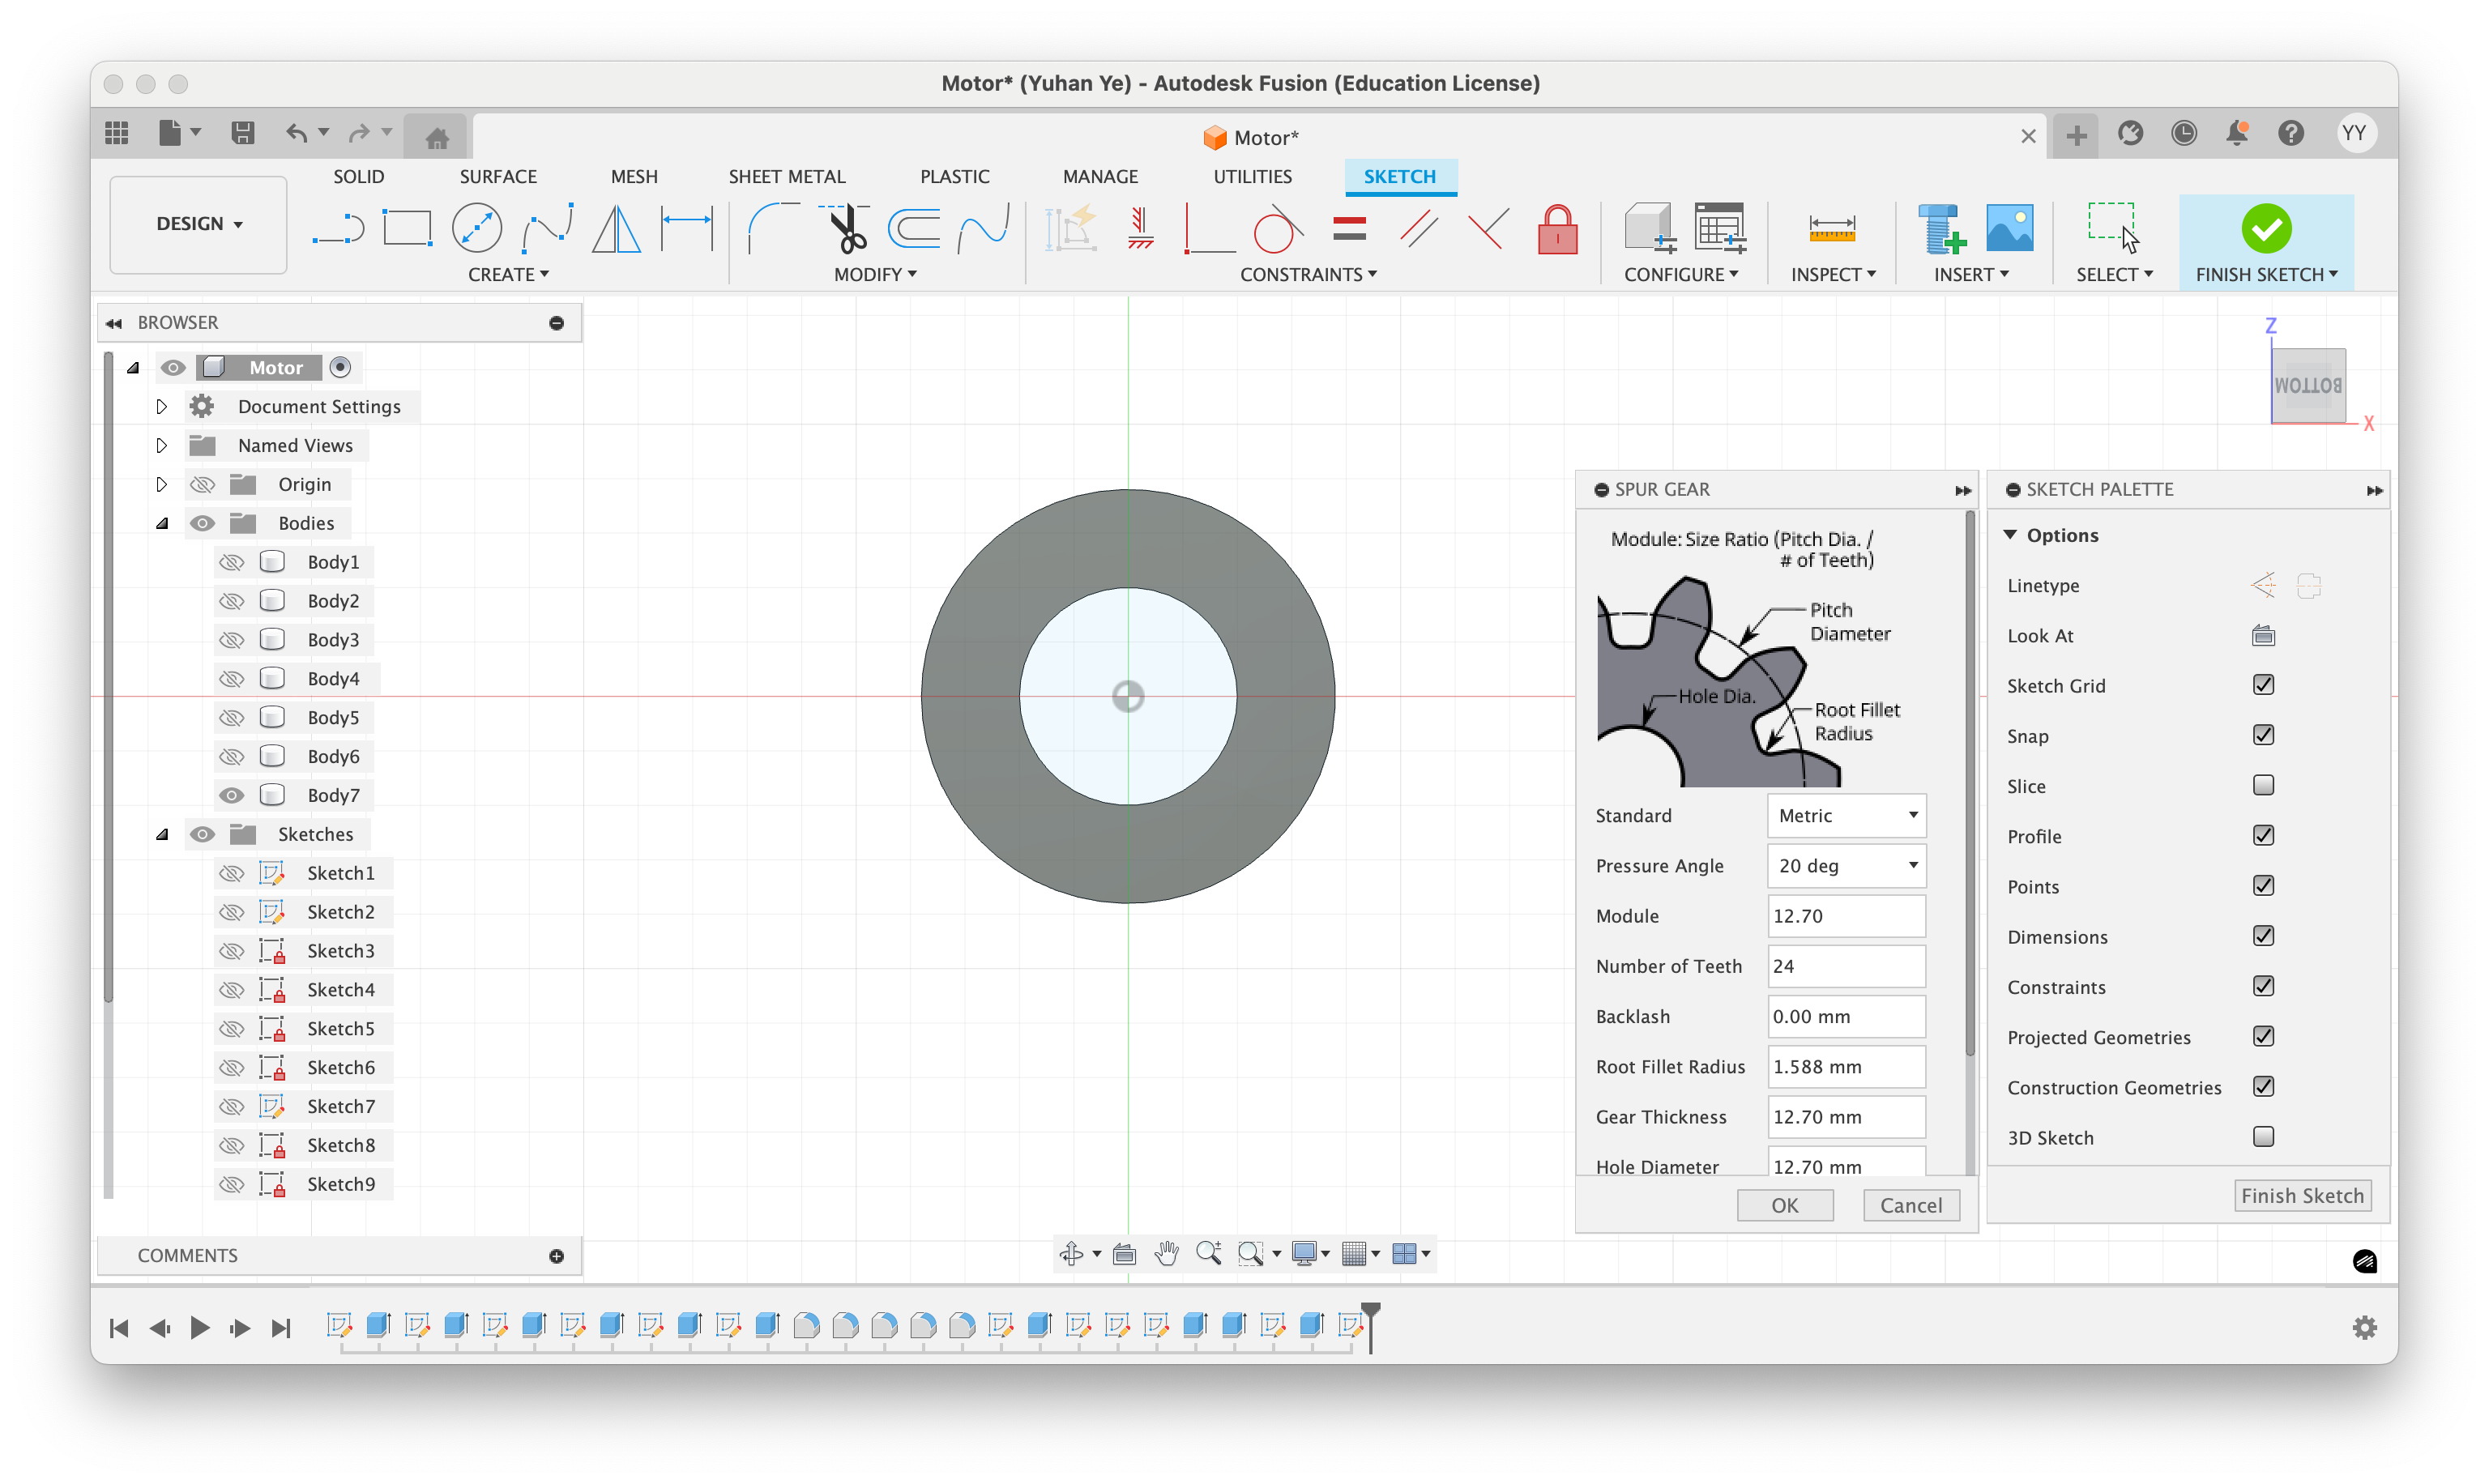 Motor* (Yuhan Ye) - Autodesk Fusion (Education License)
Motor*
YY
DESIGN
SOLID
SURFACE
MESH
SHEET METAL
PLASTIC
MANAGE
UTILITIES
SKETCH
CREATE
MODIFY
CONSTRAINTS
CONFIGURE
INSPECT
INSERT
SELECT
FINISH SKETCH
BROWSER
Motor
Document Settings
Named Views
Origin
Bodies
Body1
Body2
Body3
Body4
Body5
Body6
Body7
Sketches
Sketch1
Sketch2
Sketch3
Sketch4
Sketch5
Sketch6
Sketch7
Sketch8
Sketch9
COMMENTS
Z
BOTTOM
X
SPUR GEAR
Module: Size Ratio (Pitch Dia. /
# of Teeth)
Pitch
Diameter
Hole Dia.
Root Fillet
Radius
Standard Metric
Pressure Angle 20 deg
Module 12.70
Number of Teeth 24
Backlash 0.00 mm
Root Fillet Radius 1.588 mm
Gear Thickness 12.70 mm
Hole Diameter 12.70 mm
OK Cancel
SKETCH PALETTE
Options
Linetype
Look At
Sketch Grid
Snap
Slice
Profile
Points
Dimensions
Constraints
Projected Geometries
Construction Geometries
3D Sketch
Finish Sketch